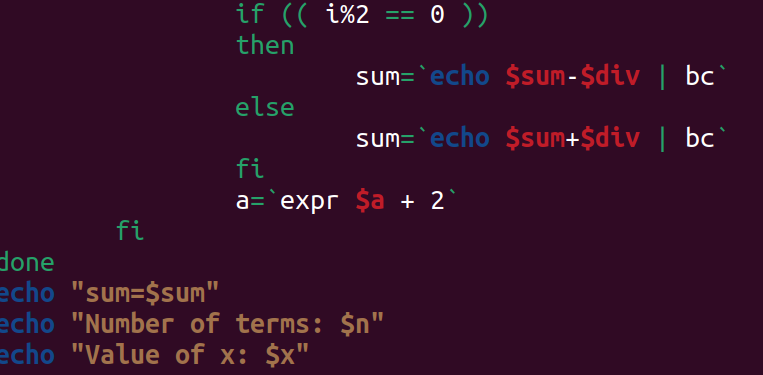 if (( i%2 == 0 ))
then
sum=`echo $sum-$div | bc`
else
sum=`echo $sum+$div | bc`
fi
a=`expr $a + 2`
fi
done
echo "sum=$sum"
echo "Number of terms: $n"
echo "Value of x: $x"